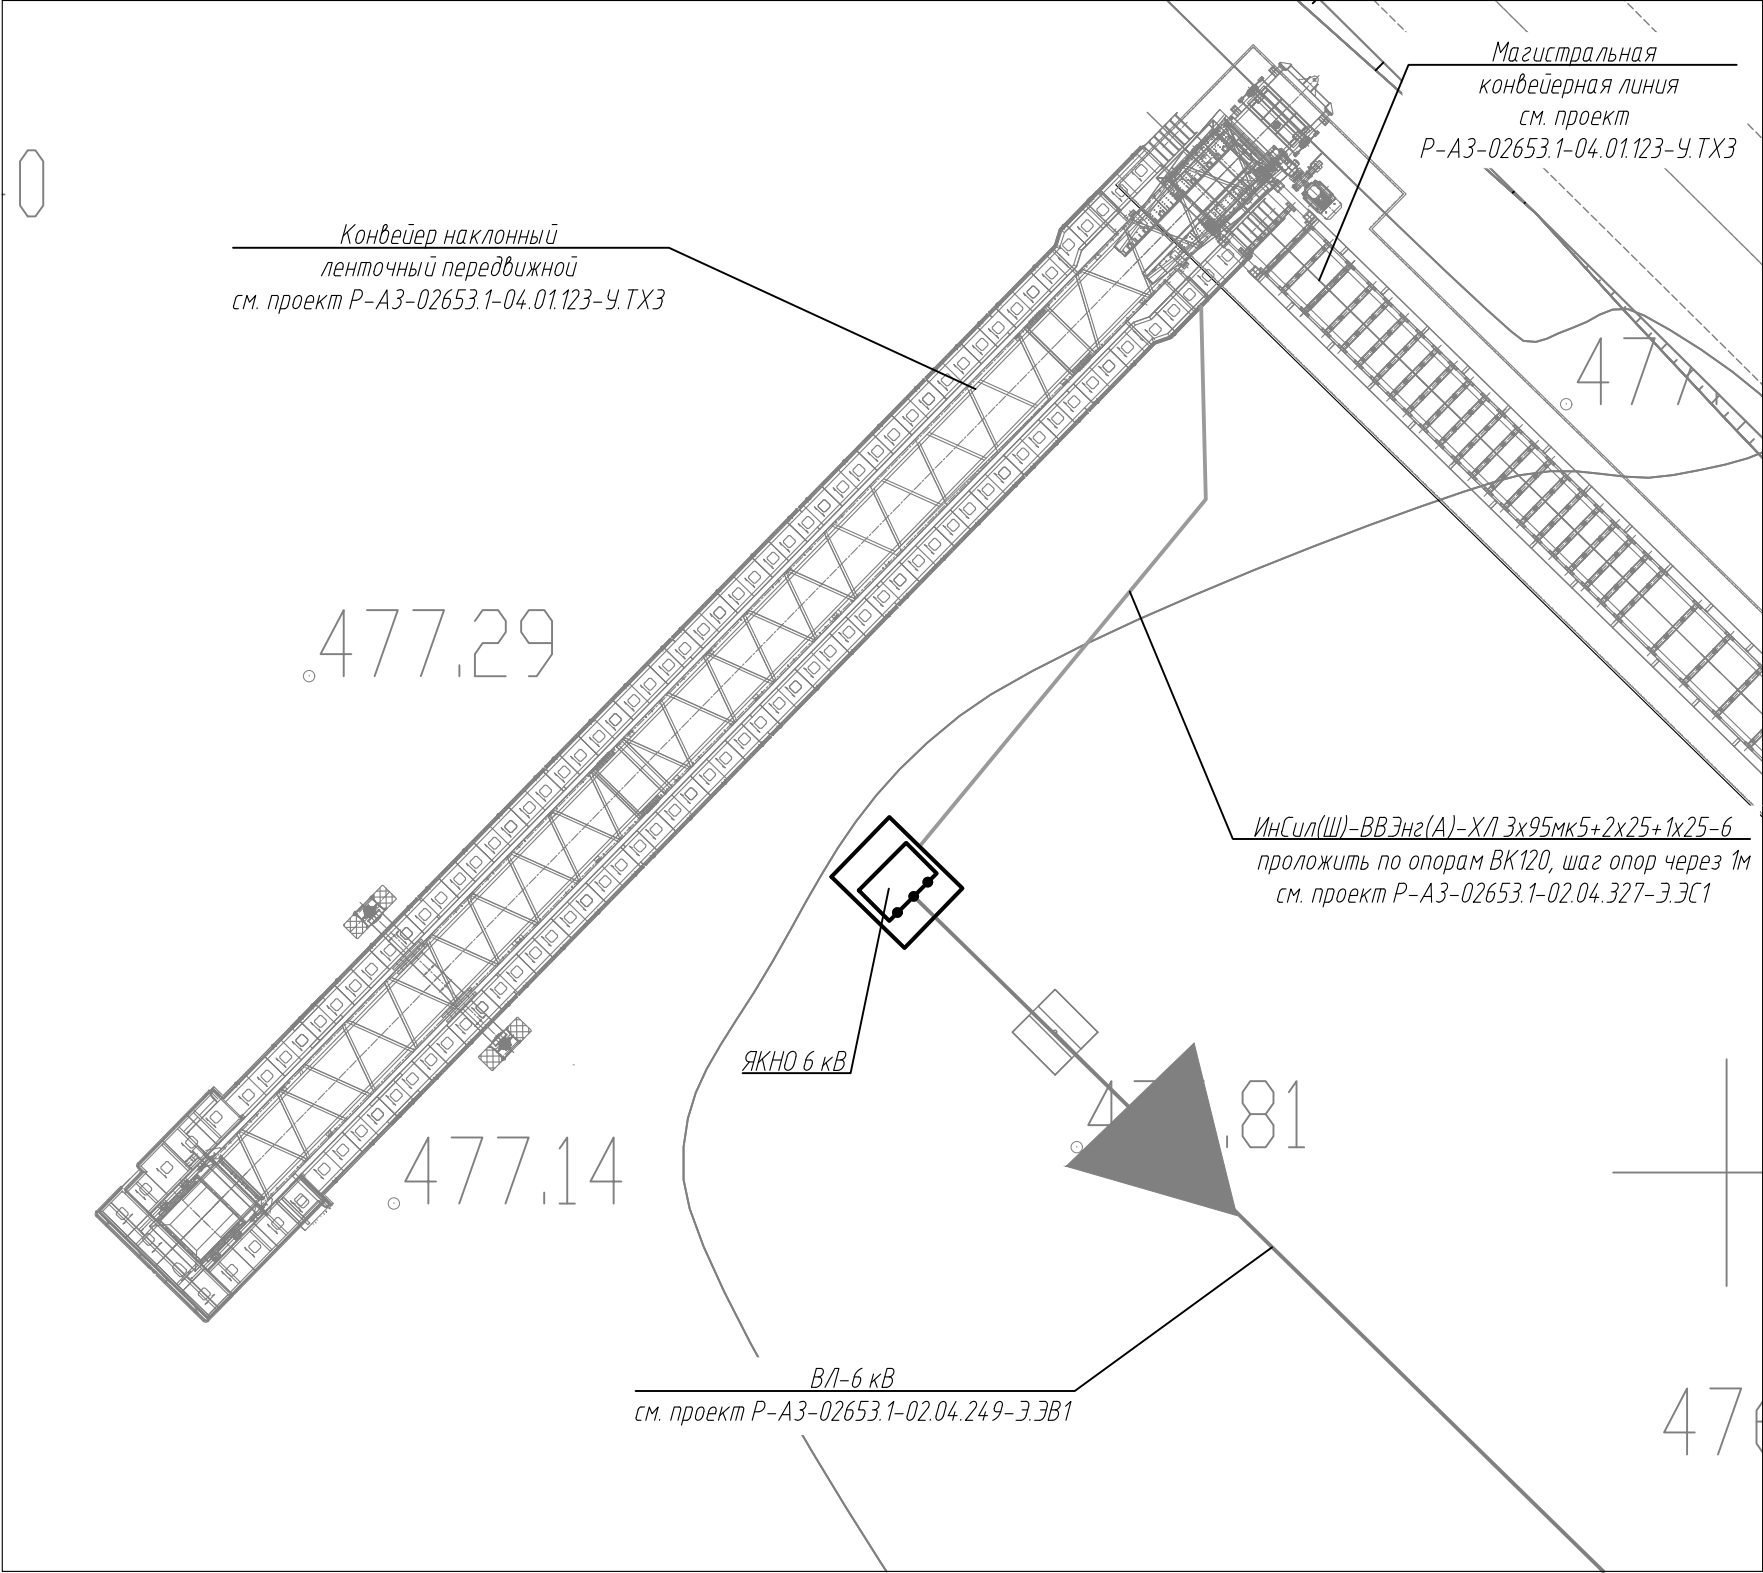 Магистральная
конвейерная линия
см. проект
Р-АЗ-02653.1-04.01.123-У.ТХ3
Конвейер наклонный
ленточный передвижной
см. проект Р-АЗ-02653.1-04.01.123-У.ТХ3
477.29
ИнСил(Ш)-ВВЭнг(А)-ХЛ 3х95мк5+2х25+1х25-6
проложить по опорам ВК120, шаг опор через 1м
см. проект Р-АЗ-02653.1-02.04.327-Э.ЭС1
ЯКНО 6 кВ
477.14
ВЛ-6 кВ
см. проект Р-АЗ-02653.1-02.04.249-Э.ЭВ1